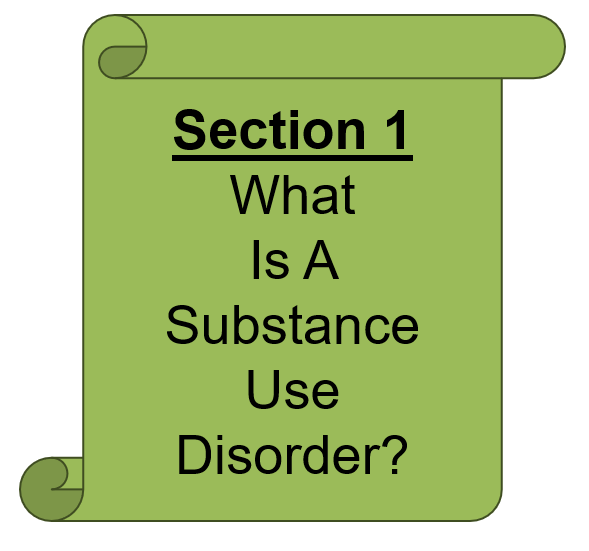 Section 1
What
Is A
Substance
Use
Disorder?